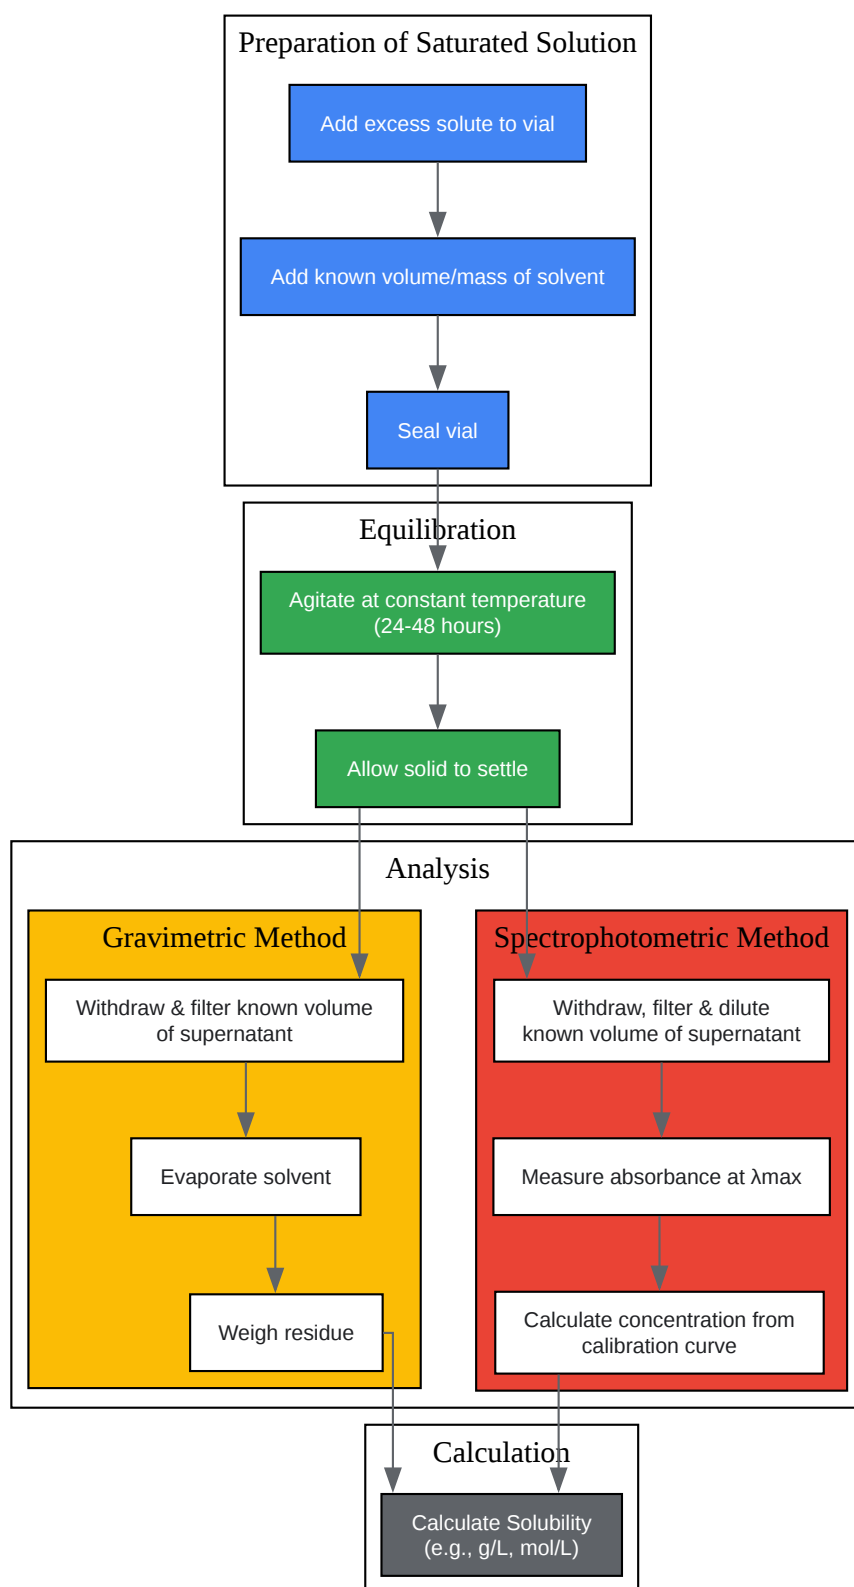 Preparation of Saturated Solution
Add excess solute to vial
Add known volume/mass of solvent
Seal vial
Equilibration
Agitate at constant temperature
(24-48 hours)
Allow solid to settle
Analysis
Gravimetric Method
Withdraw & filter known volume
of supernatant
Evaporate solvent
Weigh residue
Spectrophotometric Method
Withdraw, filter & dilute
known volume of supernatant
Measure absorbance at λmax
Calculate concentration from
calibration curve
Calculation
Calculate Solubility
(e.g., g/L, mol/L)